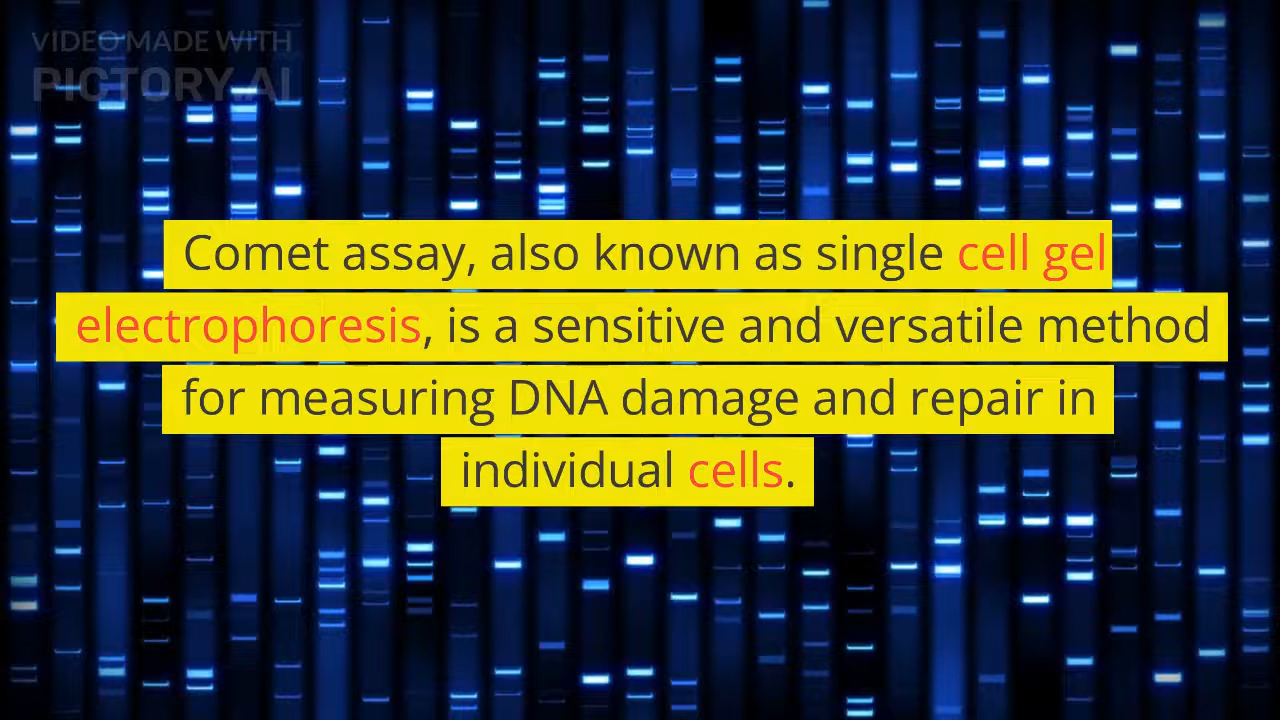 VIDEO MADE WITH
PICTORY.AI
Comet assay, also known as single cell gel
electrophoresis, is a sensitive and versatile method
for measuring DNA damage and repair in
individual cells.